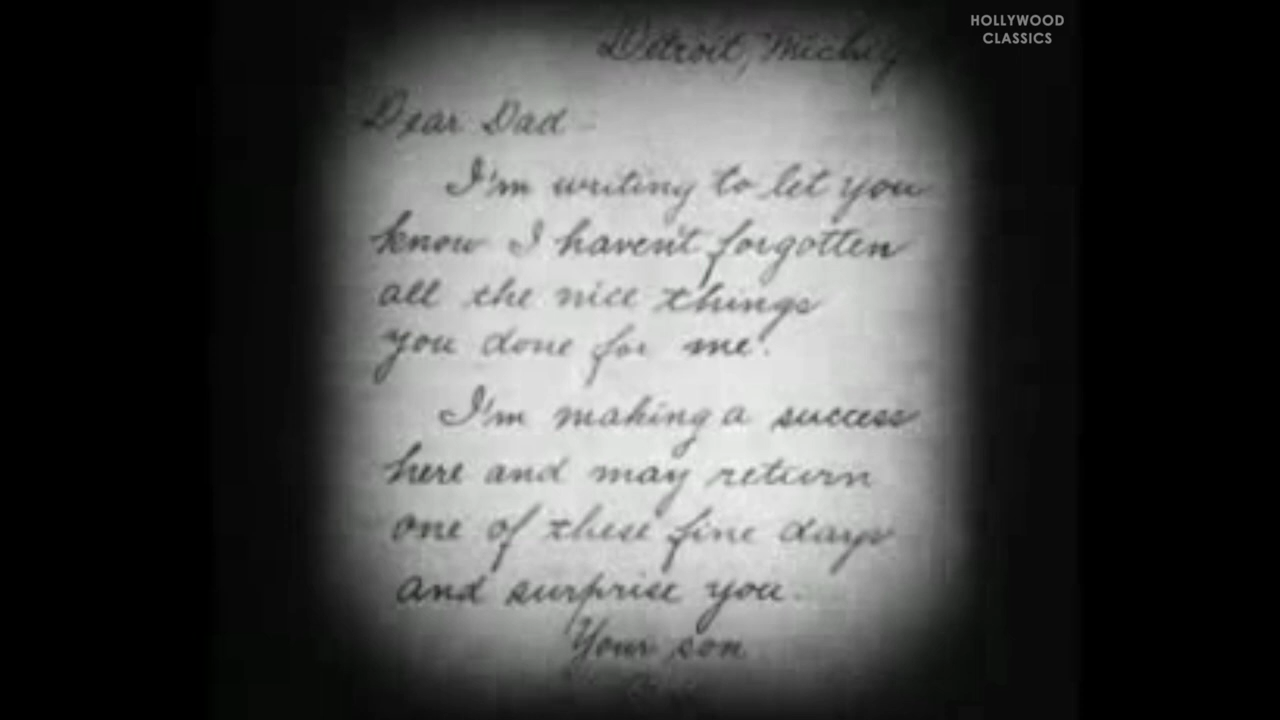 HOLLYWOOD
CLASSICS
Detroit, Michig
Dear Dad -
I'm writing to let you
know I haven't forgotten
all the nice things
you done for me.
I'm making a success
here and may return
one of these fine days
and surprise you.
Your son